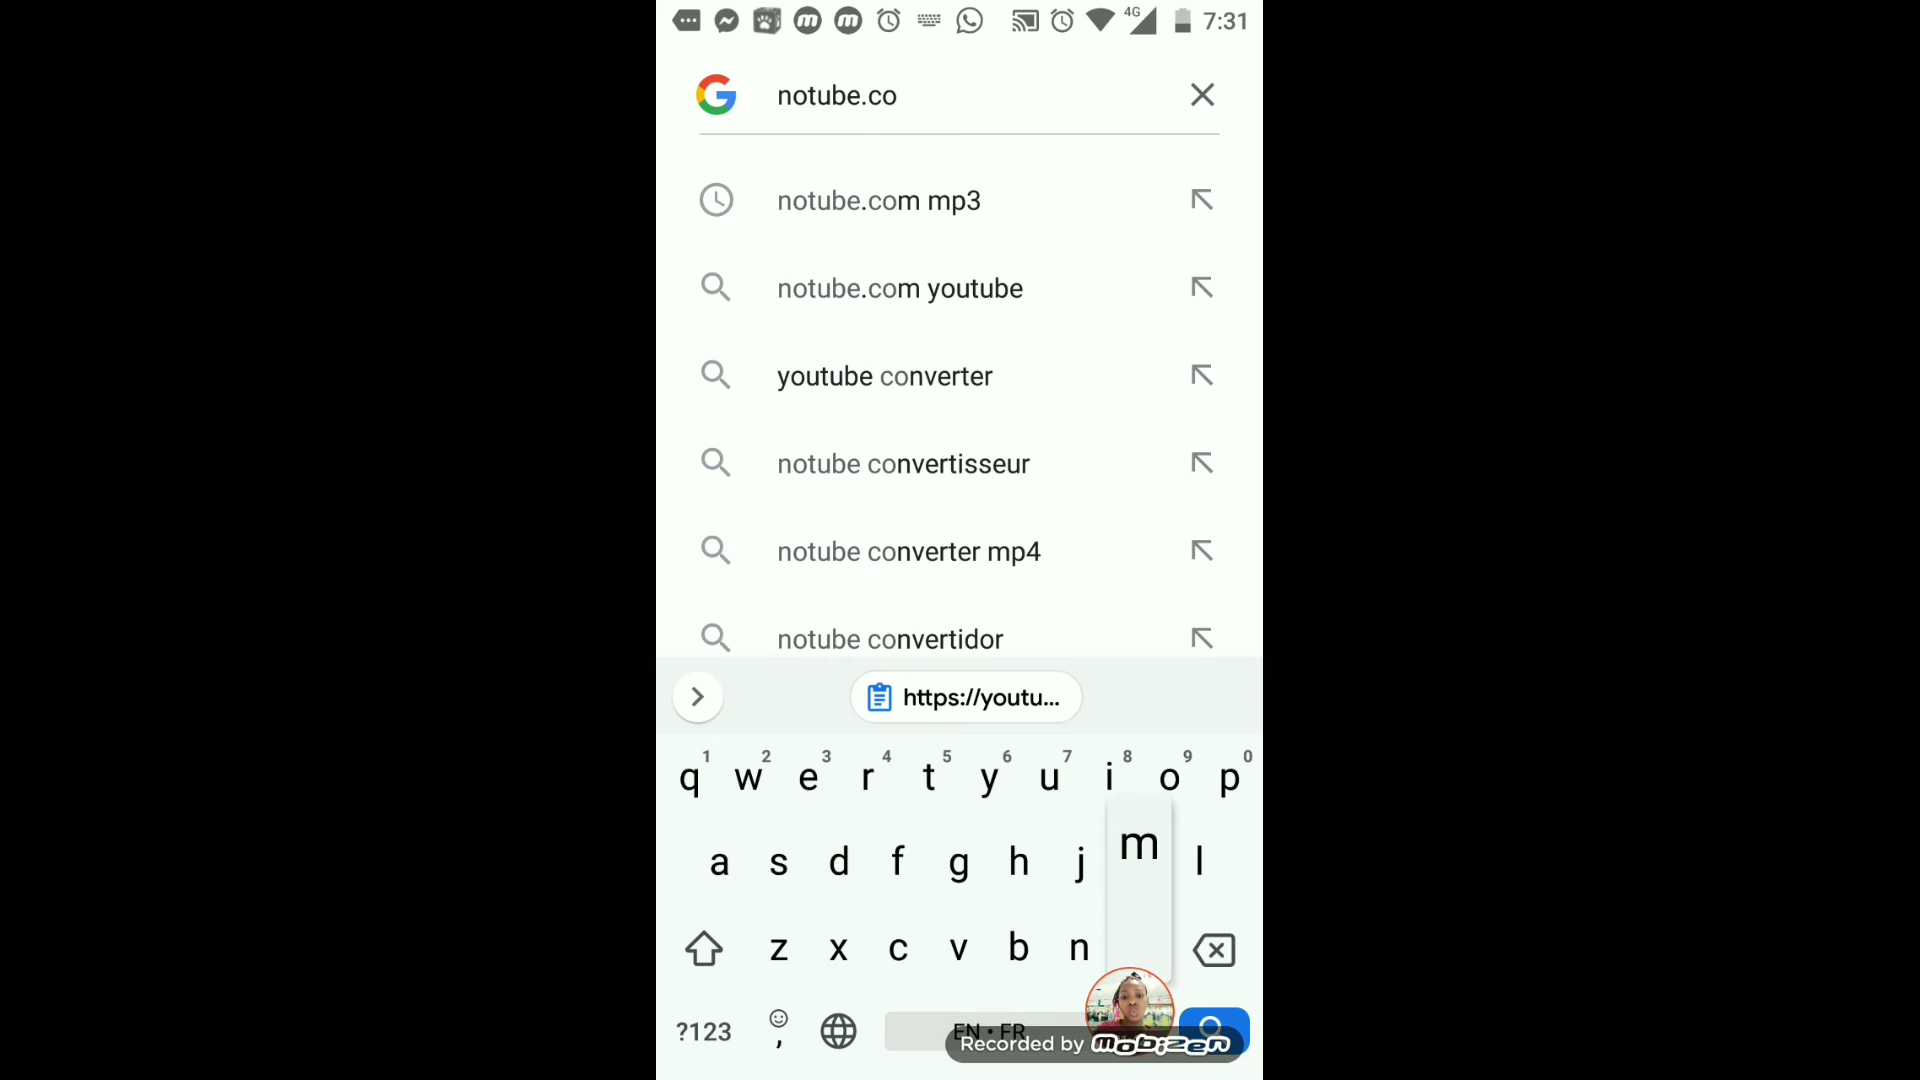 4G 7:31
notube.co
notube.com mp3
notube.com youtube
youtube converter
notube convertisseur
notube converter mp4
notube convertidor
https://youtu...
1 2 3 4 5 6 7 8 9 0
q w e r t y u i o p
a s d f g h j m l
z x c v b n
?123 , EN • FR
Recorded by mobizen